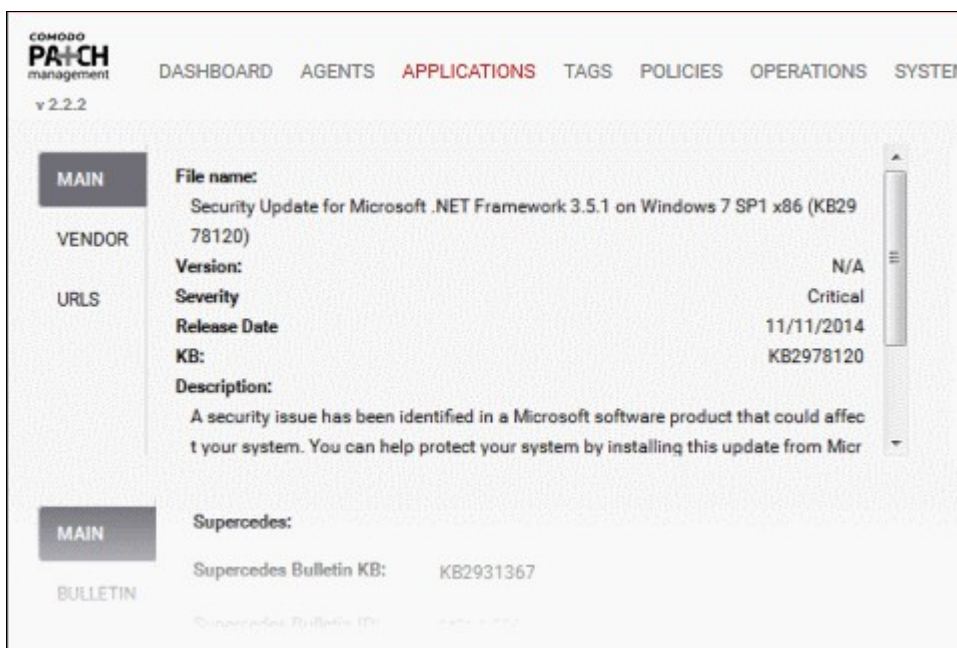 COMODO
PATCH
management
v 2.2.2
DASHBOARD AGENTS APPLICATIONS TAGS POLICIES OPERATIONS SYSTEM
MAIN
VENDOR
URLS
File name:
Security Update for Microsoft .NET Framework 3.5.1 on Windows 7 SP1 x86 (KB29
78120)
Version: N/A
Severity Critical
Release Date 11/11/2014
KB: KB2978120
Description:
A security issue has been identified in a Microsoft software product that could affec
t your system. You can help protect your system by installing this update from Micr
MAIN
BULLETIN
Supercedes:
Supercedes Bulletin KB: KB2931367
Supercedes Bulletin ID: